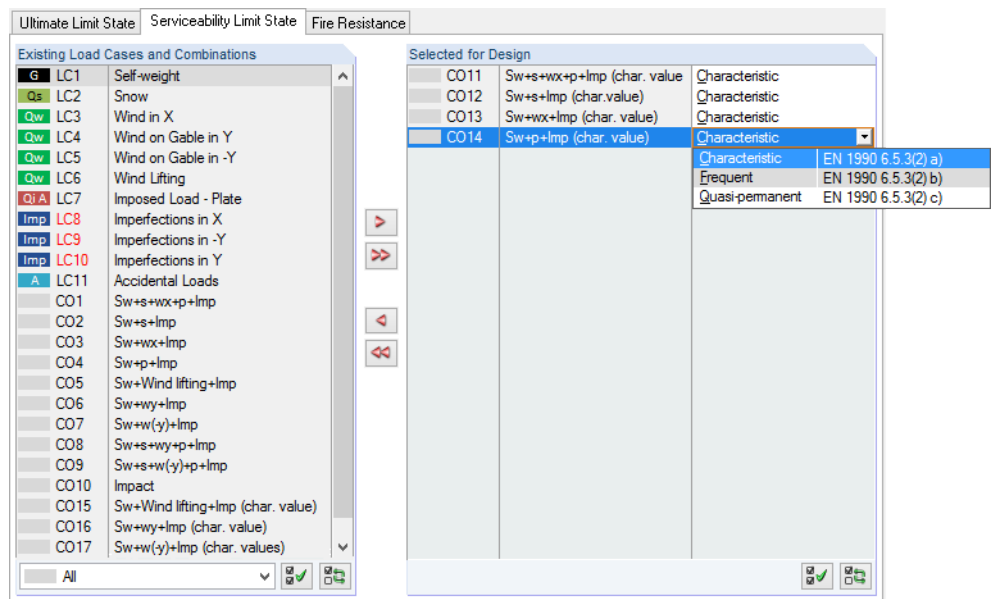 Ultimate Limit State
Serviceability Limit State
Fire Resistance
Existing Load Cases and Combinations
G LC1 Self-weight
Qs LC2 Snow
Qw LC3 Wind in X
Qw LC4 Wind on Gable in Y
Qw LC5 Wind on Gable in -Y
Qw LC6 Wind Lifting
Qi A LC7 Imposed Load - Plate
Imp LC8 Imperfections in X
Imp LC9 Imperfections in -Y
Imp LC10 Imperfections in Y
A LC11 Accidental Loads
CO1 Sw+s+wx+p+Imp
CO2 Sw+s+Imp
CO3 Sw+wx+Imp
CO4 Sw+p+Imp
CO5 Sw+Wind lifting+Imp
CO6 Sw+wy+Imp
CO7 Sw+w(-y)+Imp
CO8 Sw+s+wy+p+Imp
CO9 Sw+s+w(-y)+p+Imp
CO10 Impact
CO15 Sw+Wind lifting+Imp (char. value)
CO16 Sw+wy+Imp (char. value)
CO17 Sw+w(-y)+Imp (char. values)
All
Selected for Design
CO11 Sw+s+wx+p+Imp (char. value Characteristic
CO12 Sw+s+Imp (char.value) Characteristic
CO13 Sw+wx+Imp (char. value) Characteristic
CO14 Sw+p+Imp (char. value) Characteristic
Characteristic EN 1990 6.5.3(2) a)
Frequent EN 1990 6.5.3(2) b)
Quasi-permanent EN 1990 6.5.3(2) c)